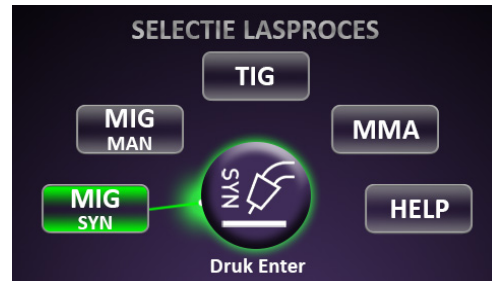 SELECTIE LASPROCES
TIG
MIG
MAN
MMA
MIG
SYN
SYN
HELP
Druk Enter